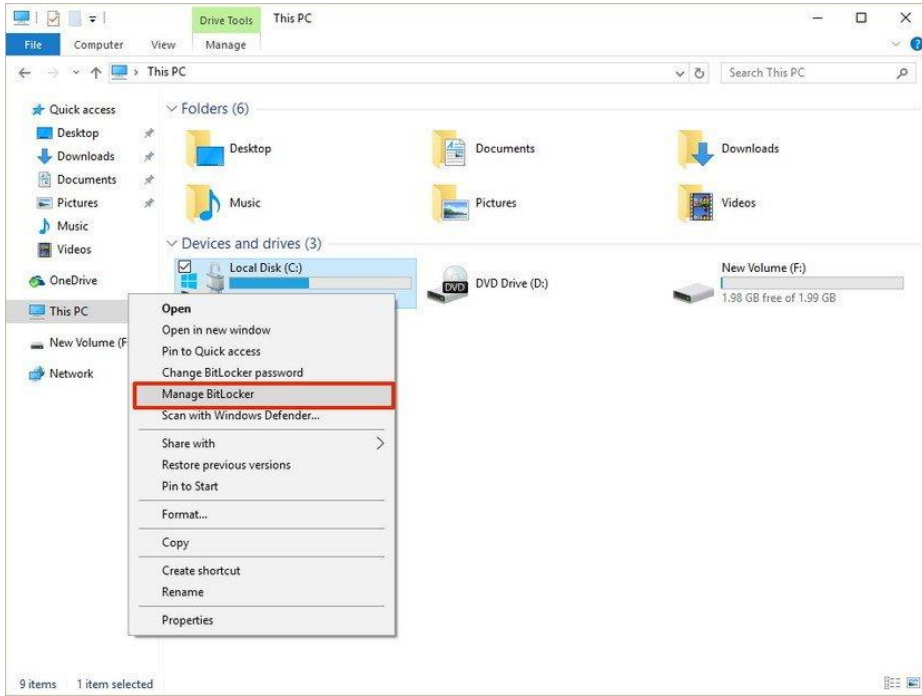 Drive Tools
This PC
File
Computer
View
Manage
This PC
Search This PC
Quick access
Desktop
Downloads
Documents
Pictures
Music
Videos
OneDrive
This PC
New Volume (F
Network
Folders (6)
Desktop
Documents
Downloads
Music
Pictures
Videos
Devices and drives (3)
Local Disk (C:)
DVD
DVD Drive (D:)
New Volume (F:)
1.98 GB free of 1.99 GB
Open
Open in new window
Pin to Quick access
Change BitLocker password
Manage BitLocker
Scan with Windows Defender...
Share with
Restore previous versions
Pin to Start
Format...
Copy
Create shortcut
Rename
Properties
9 items
1 item selected